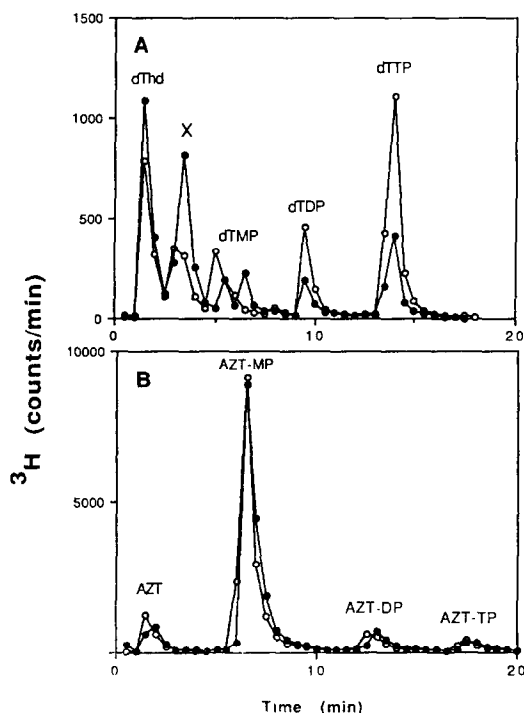 1500
A
dThd
dTTP
1000
X
500
dTMP
dTDP
0
0
10
20
10000
B
AZT-MP
5000
AZT
AZT-DP
AZT-TP
0
0
10
20
³H (counts/min)
Time (min)